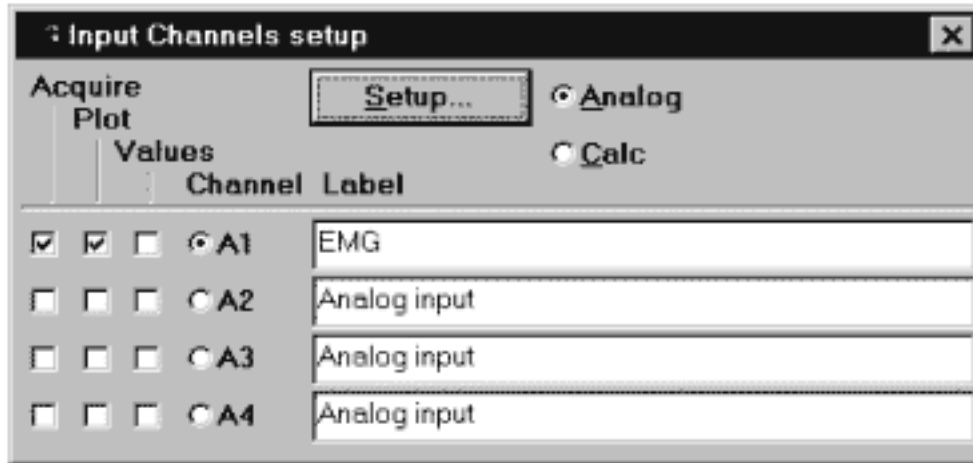 Input Channels setup
Acquire
Setup...
Analog
Plot
Values
Calc
Channel Label
A1 EMG
A2 Analog input
A3 Analog input
A4 Analog input